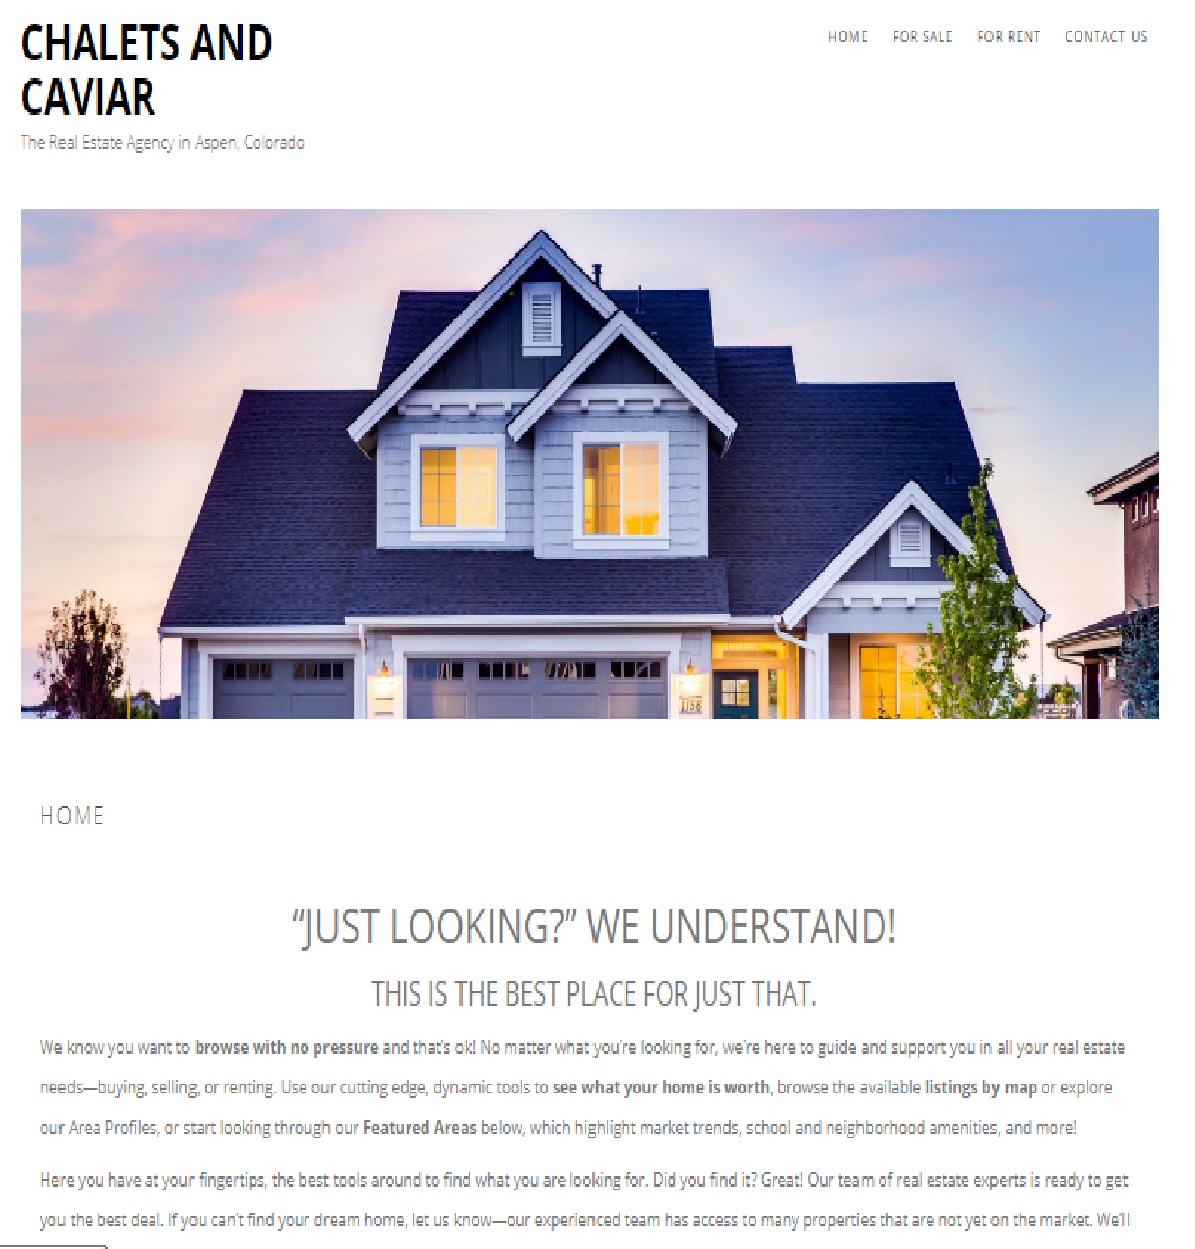 CHALETS AND
CAVIAR
The Real Estate Agency in Aspen, Colorado
HOME FOR SALE FOR RENT CONTACT US
1156
HOME
“JUST LOOKING?” WE UNDERSTAND!
THIS IS THE BEST PLACE FOR JUST THAT.
We know you want to browse with no pressure and that’s ok! No matter what you’re looking for, we’re here to guide and support you in all your real estate
needs—buying, selling, or renting. Use our cutting edge, dynamic tools to see what your home is worth, browse the available listings by map or explore
our Area Profiles, or start looking through our Featured Areas below, which highlight market trends, school and neighborhood amenities, and more!
Here you have at your fingertips, the best tools around to find what you are looking for. Did you find it? Great! Our team of real estate experts is ready to get
you the best deal. If you can’t find your dream home, let us know—our experienced team has access to many properties that are not yet on the market. We’ll